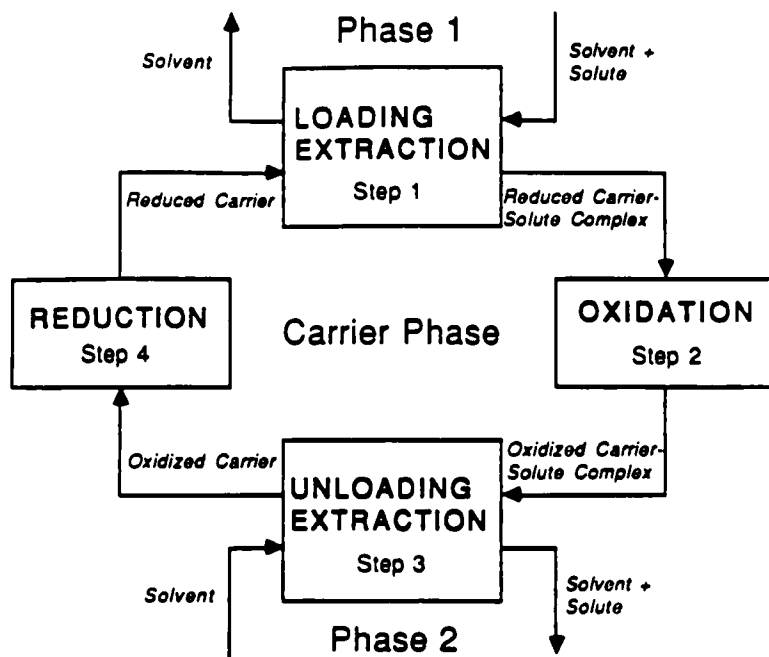 Phase 1
Solvent
Solvent +
Solute
LOADING
EXTRACTION
Step 1
Reduced Carrier
Reduced Carrier-
Solute Complex
REDUCTION
Step 4
Carrier Phase
OXIDATION
Step 2
Oxidized Carrier
Oxidized Carrier-
Solute Complex
UNLOADING
EXTRACTION
Step 3
Solvent
Solvent +
Solute
Phase 2